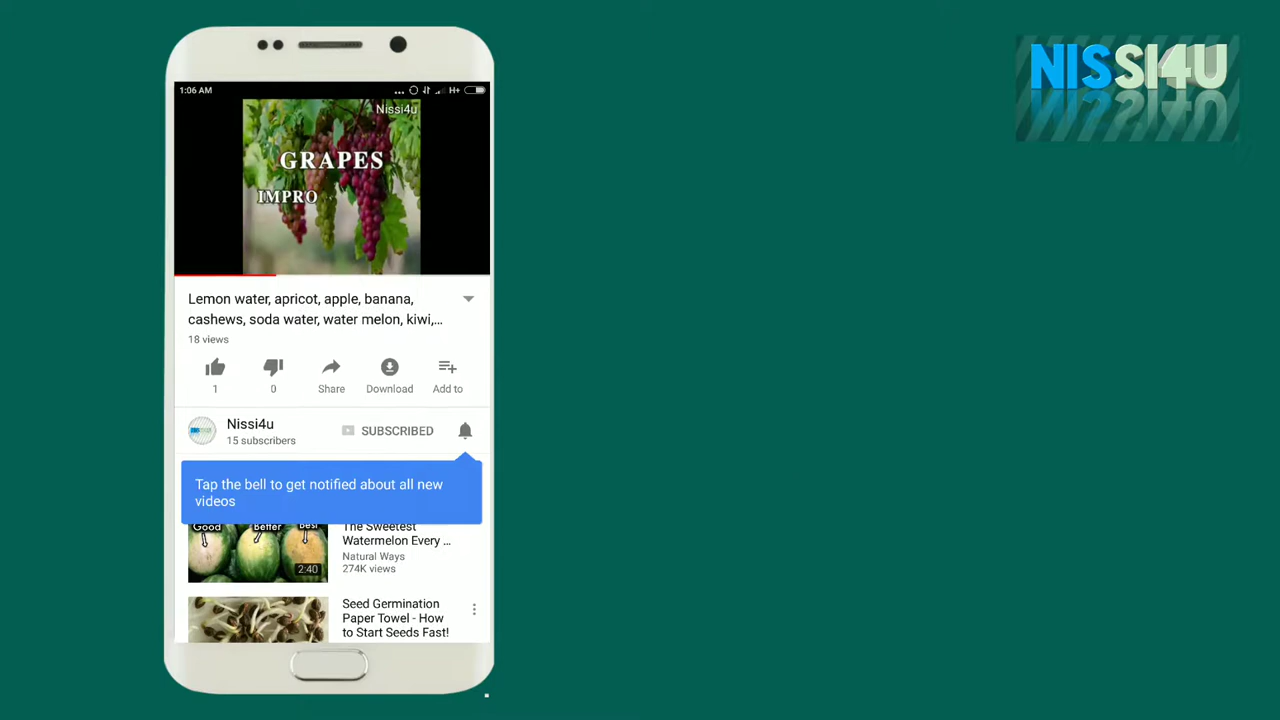 NISSI4U
1:06 AM
... H+
Nissi4u
GRAPES
IMPRO
Lemon water, apricot, apple, banana,
cashews, soda water, water melon, kiwi,...
18 views
1
0
Share
Download
Add to
Nissi4u
SUBSCRIBED
15 subscribers
Tap the bell to get notified about all new
videos
Good
Better
Best
2:40
The Sweetest
Watermelon Every ...
Natural Ways
274K views
Seed Germination
Paper Towel - How
to Start Seeds Fast!